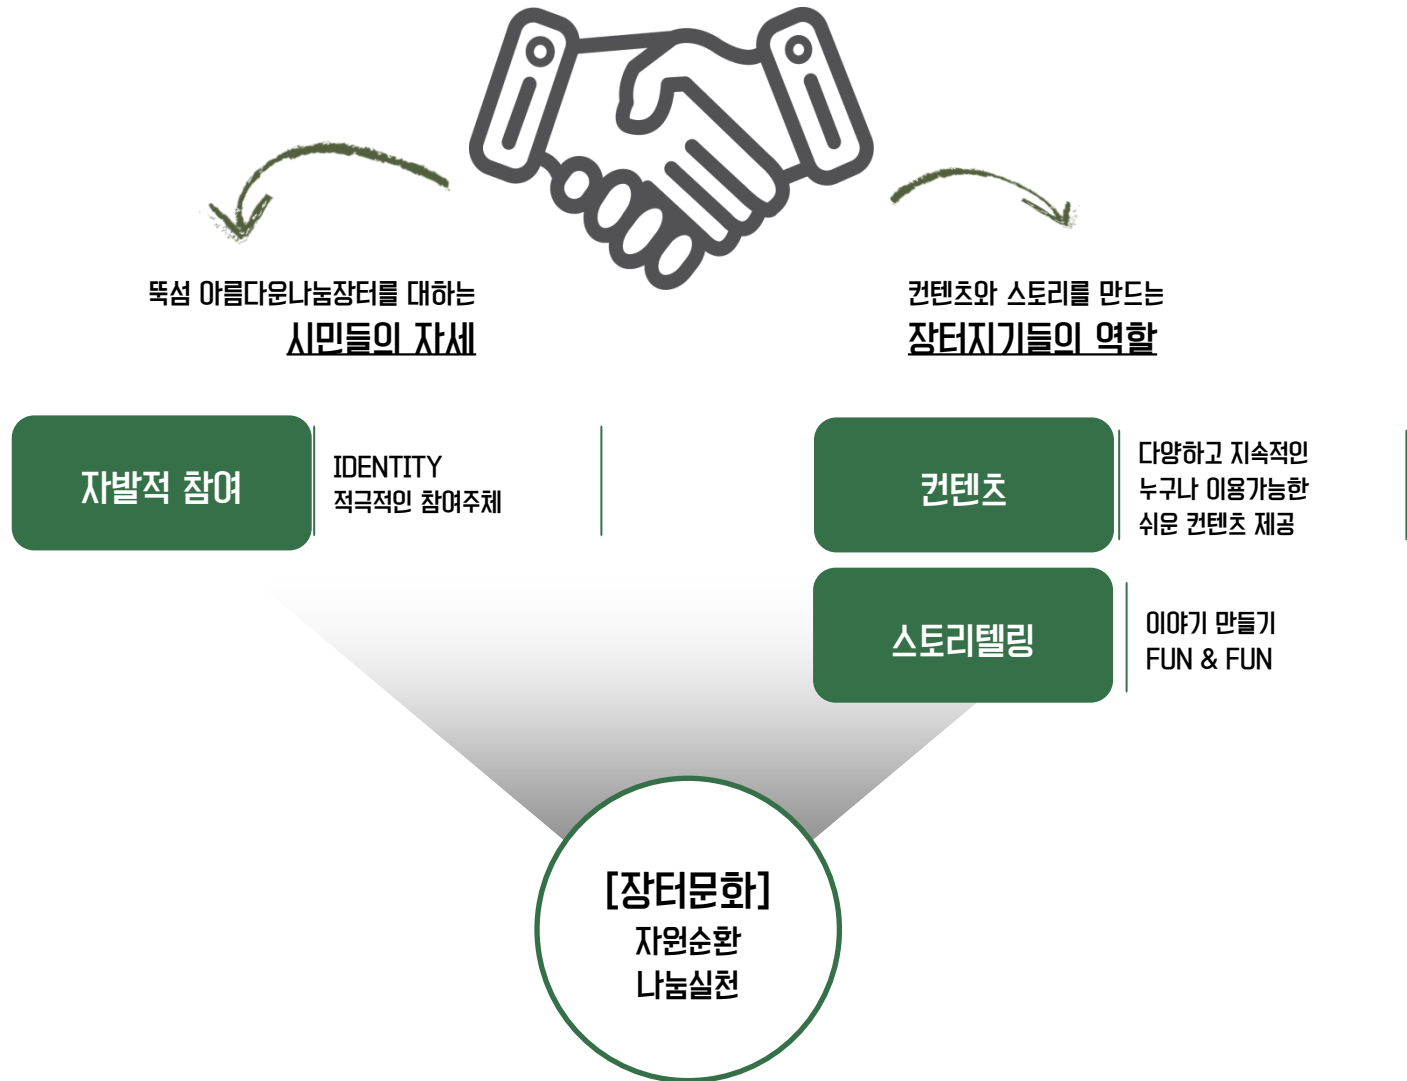 뚝섬 아름다운나눔장터를 대하는
시민들의 자세
자발적 참여
IDENTITY
적극적인 참여주체
컨텐츠와 스토리를 만드는
장터지기들의 역할
컨텐츠
다양하고 지속적인
누구나 이용가능한
쉬운 컨텐츠 제공
스토리텔링
이야기 만들기
FUN & FUN
[장터문화]
자원순환
나눔실천